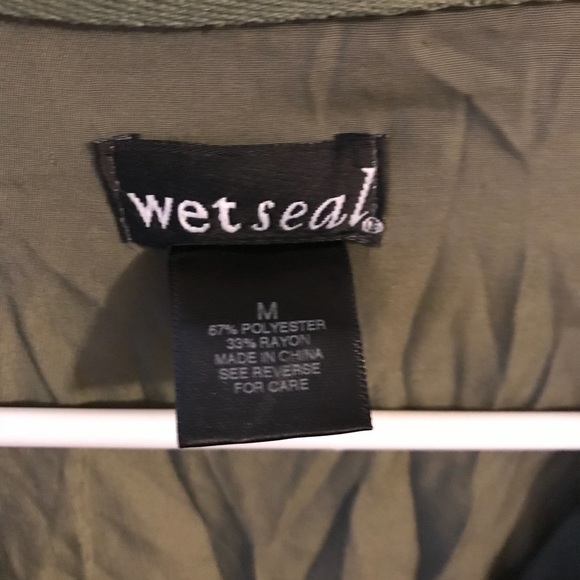 wet seal®
M
67% POLYESTER
33% RAYON
MADE IN CHINA
SEE REVERSE
FOR CARE